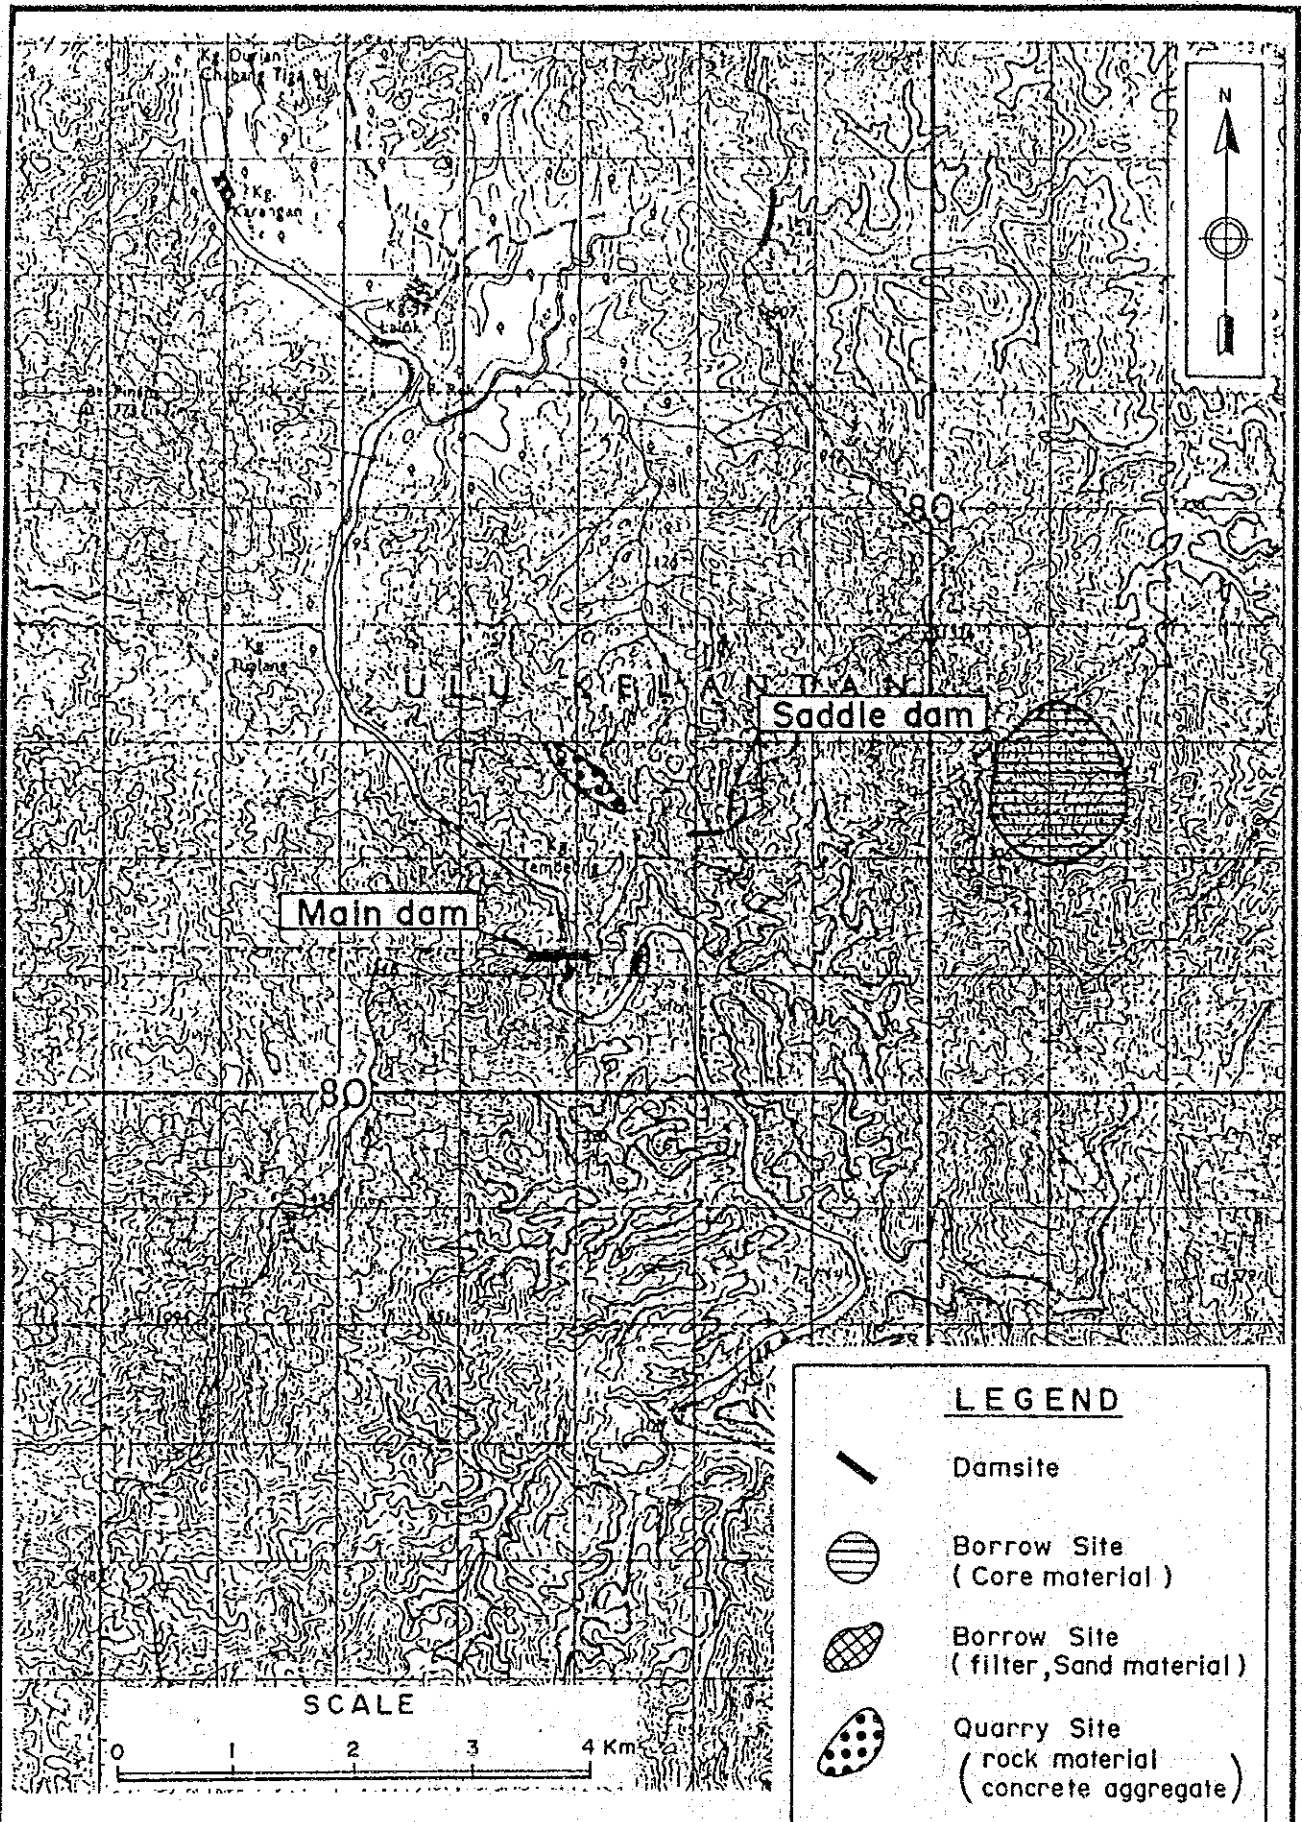 Kg. Durian
Chabang Tiga
N
Kg.
Karangan
Kg.
Lalok
907
80
Kg.
ULU KELANTAN
Saddle dam
Kg.
Main dam
80
SCALE
0 1 2 3 4 Km
LEGEND
Damsite
Borrow Site
( Core material )
Borrow Site
( filter, Sand material )
Quarry Site
( rock material
concrete aggregate )